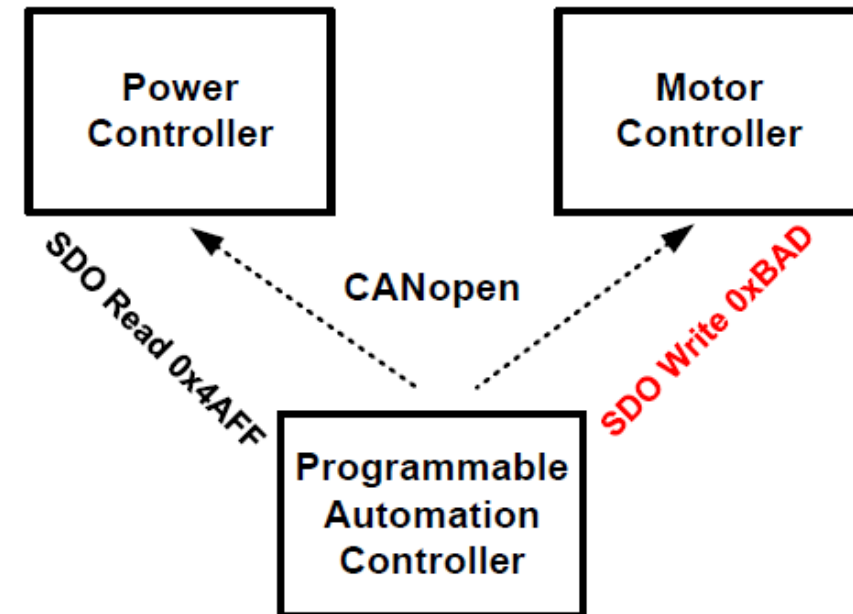 Power
Controller
Motor
Controller
SDO Read 0x4AFF
CANopen
SDO Write 0xBAD
Programmable
Automation
Controller